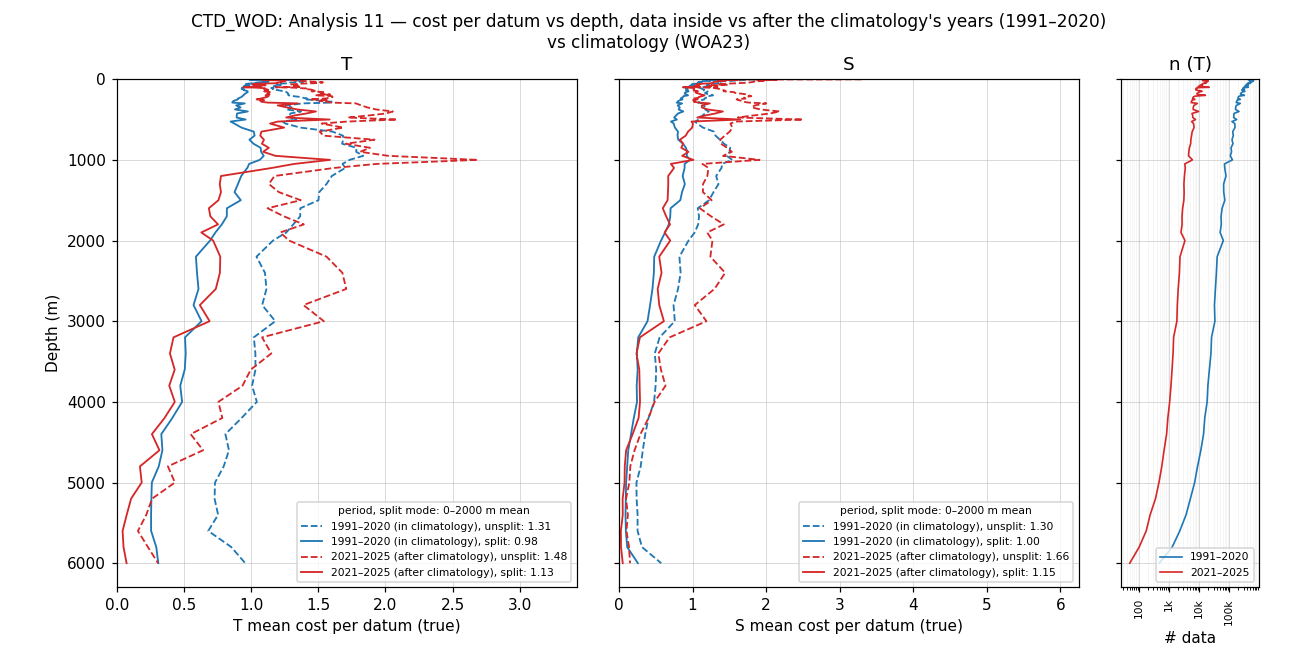 CTD_WOD: Analysis 11 — cost per datum vs depth, data inside vs after the climatology's years (1991–2020)
vs climatology (WOA23)
T
S
n (T)
Depth (m)
0
1000
2000
3000
4000
5000
6000
period, split mode: 0–2000 m mean
1991–2020 (in climatology), unsplit: 1.31
1991–2020 (in climatology), split: 0.98
2021–2025 (after climatology), unsplit: 1.48
2021–2025 (after climatology), split: 1.13
0.0 0.5 1.0 1.5 2.0 2.5 3.0
T mean cost per datum (true)
period, split mode: 0–2000 m mean
1991–2020 (in climatology), unsplit: 1.30
1991–2020 (in climatology), split: 1.00
2021–2025 (after climatology), unsplit: 1.66
2021–2025 (after climatology), split: 1.15
0 1 2 3 4 5 6
S mean cost per datum (true)
1991–2020
2021–2025
100 1k 10k 100k
# data